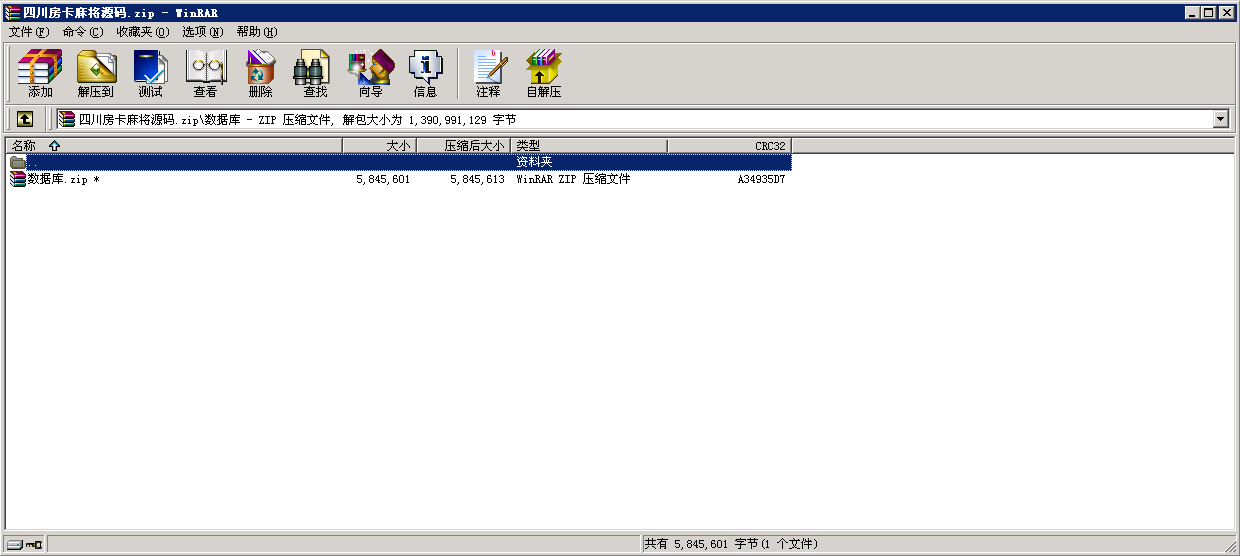 四川房卡麻将源码.zip - WinRAR
文件(F) 命令(C) 收藏夹(O) 选项(N) 帮助(H)
添加 解压到 测试 查看 删除 查找 向导 信息 注释 自解压
四川房卡麻将源码.zip\数据库 - ZIP 压缩文件, 解包大小为 1,390,991,129 字节
名称 大小 压缩后大小 类型 CRC32
.. 资料夹
数据库.zip * 5,845,601 5,845,613 WinRAR ZIP 压缩文件 A34935D7
共有 5,845,601 字节(1 个文件)